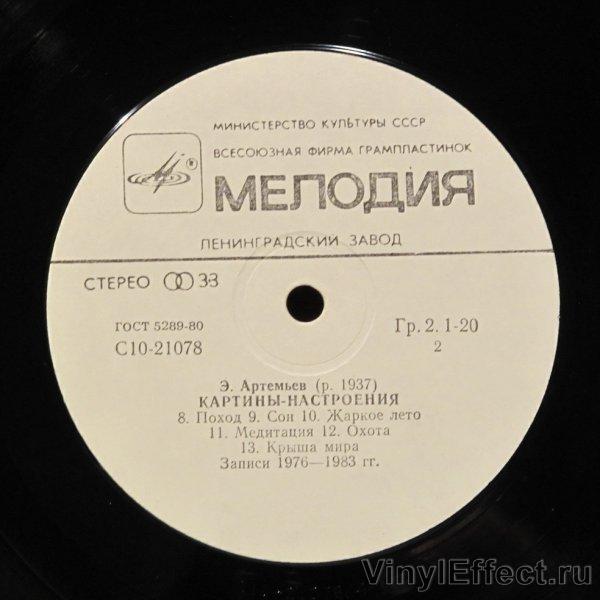 МИНИСТЕРСТВО КУЛЬТУРЫ СССР
ВСЕСОЮЗНАЯ ФИРМА ГРАМПЛАСТИНОК
МЕЛОДИЯ
ЛЕНИНГРАДСКИЙ ЗАВОД
СТЕРЕО 33
ГОСТ 5289-80
С10-21078
Гр. 2. 1-20
2
Э. Артемьев (р. 1937)
КАРТИНЫ-НАСТРОЕНИЯ
8. Поход 9. Сон 10. Жаркое лето
11. Медитация 12. Охота
13. Крыша мира
Записи 1976—1983 гг.
VinylEffect.ru